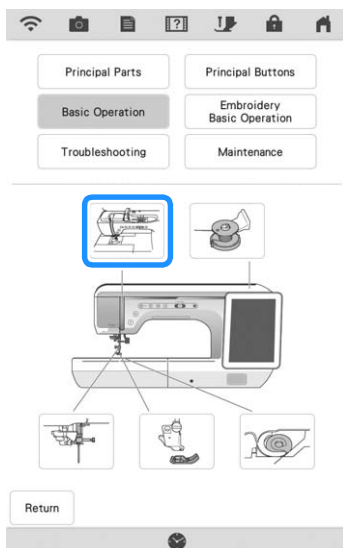 Principal Parts
Principal Buttons
Basic Operation
Embroidery
Basic Operation
Troubleshooting
Maintenance
Return